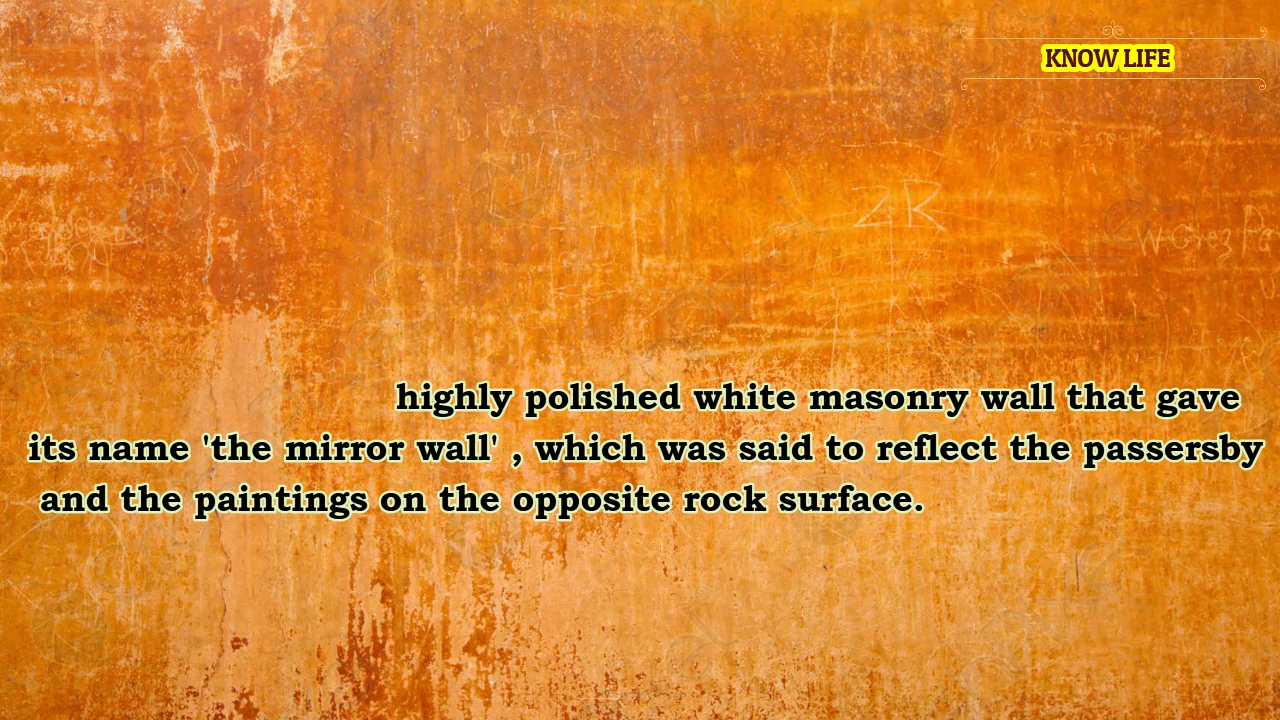 KNOW LIFE
ZR
highly polished white masonry wall that gave
its name 'the mirror wall' , which was said to reflect the passersby
and the paintings on the opposite rock surface.